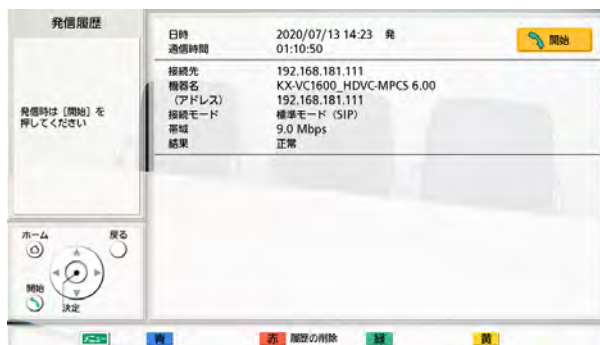 発信履歴
発信時は［開始］を
押してください
日時 2020/07/13 14:23 発
通信時間 01:10:50
開始
接続先 192.168.181.111
機器名 KX-VC1600_HDVC-MPCS 6.00
（アドレス） 192.168.181.111
接続モード 標準モード（SIP）
帯域 9.0 Mbps
結果 正常
ホーム 戻る
開始
決定
メニュー 青 赤 履歴の削除 緑 黄